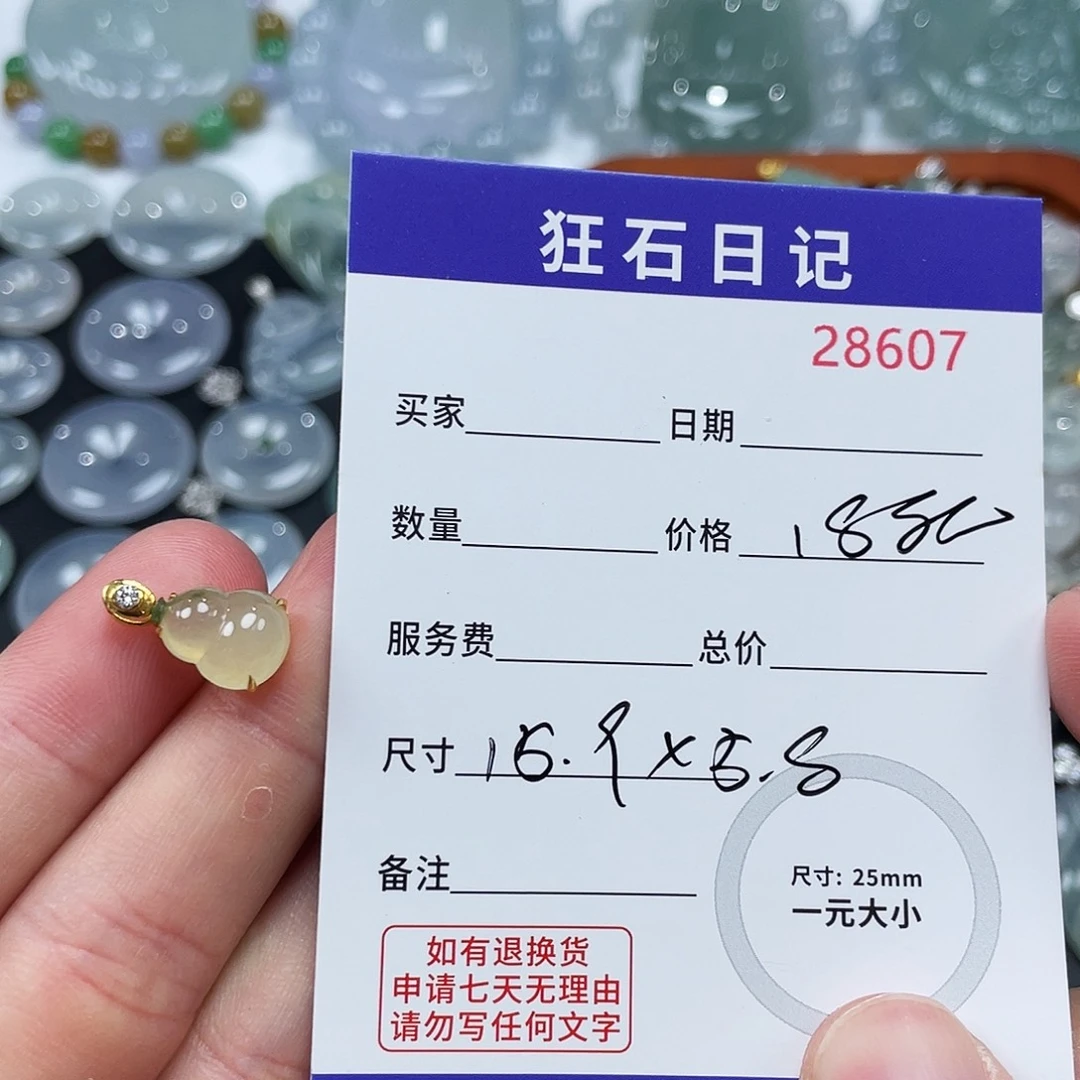 狂石日记
28607
买家 日期
数量 价格
服务费 总价
尺寸 15.9×5.8
备注
尺寸: 25mm
一元大小
如有退换货
申请七天无理由
请勿写任何文字